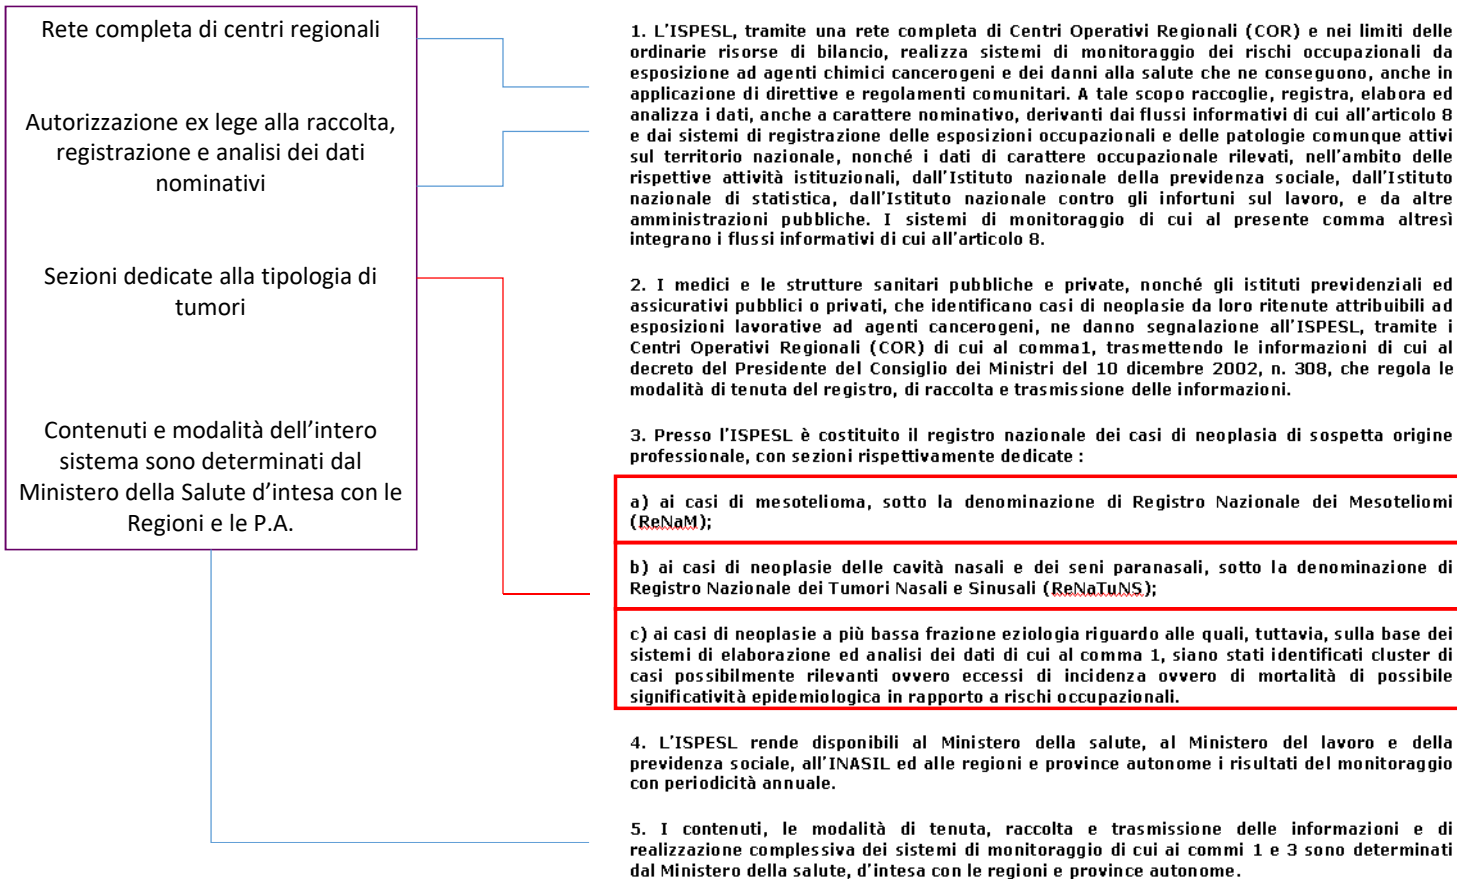 Rete completa di centri regionali
Autorizzazione ex lege alla raccolta,
registrazione e analisi dei dati
nominativi
Sezioni dedicate alla tipologia di
tumori
Contenuti e modalità dell’intero
sistema sono determinati dal
Ministero della Salute d’intesa con le
Regioni e le P.A.
1. L’ISPESL, tramite una rete completa di Centri Operativi Regionali (COR) e nei limiti delle
ordinarie risorse di bilancio, realizza sistemi di monitoraggio dei rischi occupazionali da
esposizione ad agenti chimici cancerogeni e dei danni alla salute che ne conseguono, anche in
applicazione di direttive e regolamenti comunitari. A tale scopo raccoglie, registra, elabora ed
analizza i dati, anche a carattere nominativo, derivanti dai flussi informativi di cui all’articolo 8
e dai sistemi di registrazione delle esposizioni occupazionali e delle patologie comunque attivi
sul territorio nazionale, nonché i dati di carattere occupazionale rilevati, nell’ambito delle
rispettive attività istituzionali, dall’Istituto nazionale della previdenza sociale, dall’Istituto
nazionale di statistica, dall’Istituto nazionale contro gli infortuni sul lavoro, e da altre
amministrazioni pubbliche. I sistemi di monitoraggio di cui al presente comma altresì
integrano i flussi informativi di cui all’articolo 8.
2. I medici e le strutture sanitari pubbliche e private, nonché gli istituti previdenziali ed
assicurativi pubblici o privati, che identificano casi di neoplasie da loro ritenute attribuibili ad
esposizioni lavorative ad agenti cancerogeni, ne danno segnalazione all’ISPESL, tramite i
Centri Operativi Regionali (COR) di cui al comma1, trasmettendo le informazioni di cui al
decreto del Presidente del Consiglio dei Ministri del 10 dicembre 2002, n. 308, che regola le
modalità di tenuta del registro, di raccolta e trasmissione delle informazioni.
3. Presso l’ISPESL è costituito il registro nazionale dei casi di neoplasia di sospetta origine
professionale, con sezioni rispettivamente dedicate :
a) ai casi di mesotelioma, sotto la denominazione di Registro Nazionale dei Mesoteliomi
(ReNaM);
b) ai casi di neoplasie delle cavità nasali e dei seni paranasali, sotto la denominazione di
Registro Nazionale dei Tumori Nasali e Sinusali (ReNaTuNS);
c) ai casi di neoplasie a più bassa frazione eziologia riguardo alle quali, tuttavia, sulla base dei
sistemi di elaborazione ed analisi dei dati di cui al comma 1, siano stati identificati cluster di
casi possibilmente rilevanti ovvero eccessi di incidenza ovvero di mortalità di possibile
significatività epidemiologica in rapporto a rischi occupazionali.
4. L’ISPESL rende disponibili al Ministero della salute, al Ministero del lavoro e della
previdenza sociale, all’INASIL ed alle regioni e province autonome i risultati del monitoraggio
con periodicità annuale.
5. I contenuti, le modalità di tenuta, raccolta e trasmissione delle informazioni e di
realizzazione complessiva dei sistemi di monitoraggio di cui ai commi 1 e 3 sono determinati
dal Ministero della salute, d’intesa con le regioni e province autonome.